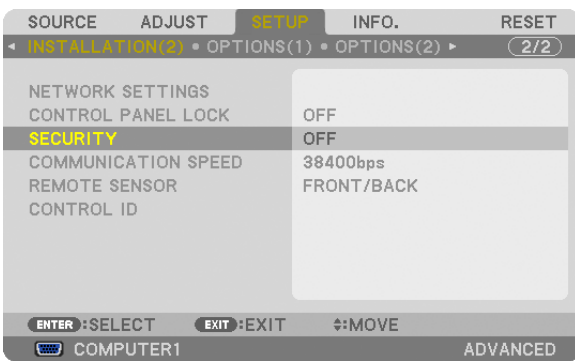 SOURCE ADJUST SETUP INFO. RESET
◂ INSTALLATION(2) • OPTIONS(1) • OPTIONS(2) ▸ 2/2
NETWORK SETTINGS
CONTROL PANEL LOCK OFF
SECURITY OFF
COMMUNICATION SPEED 38400bps
REMOTE SENSOR FRONT/BACK
CONTROL ID
ENTER :SELECT EXIT :EXIT ♦:MOVE
COMPUTER1 ADVANCED